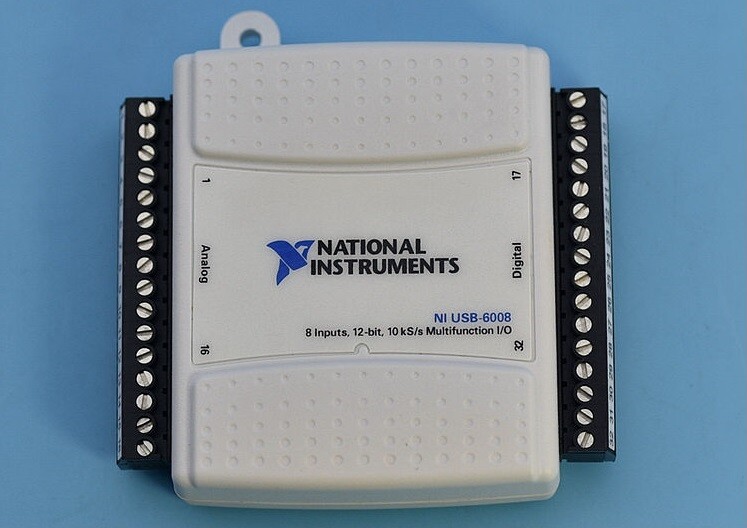 1
17
NATIONAL
INSTRUMENTS
Analog
Digital
NI USB-6008
8 Inputs, 12-bit, 10 kS/s Multifunction I/O
16
32